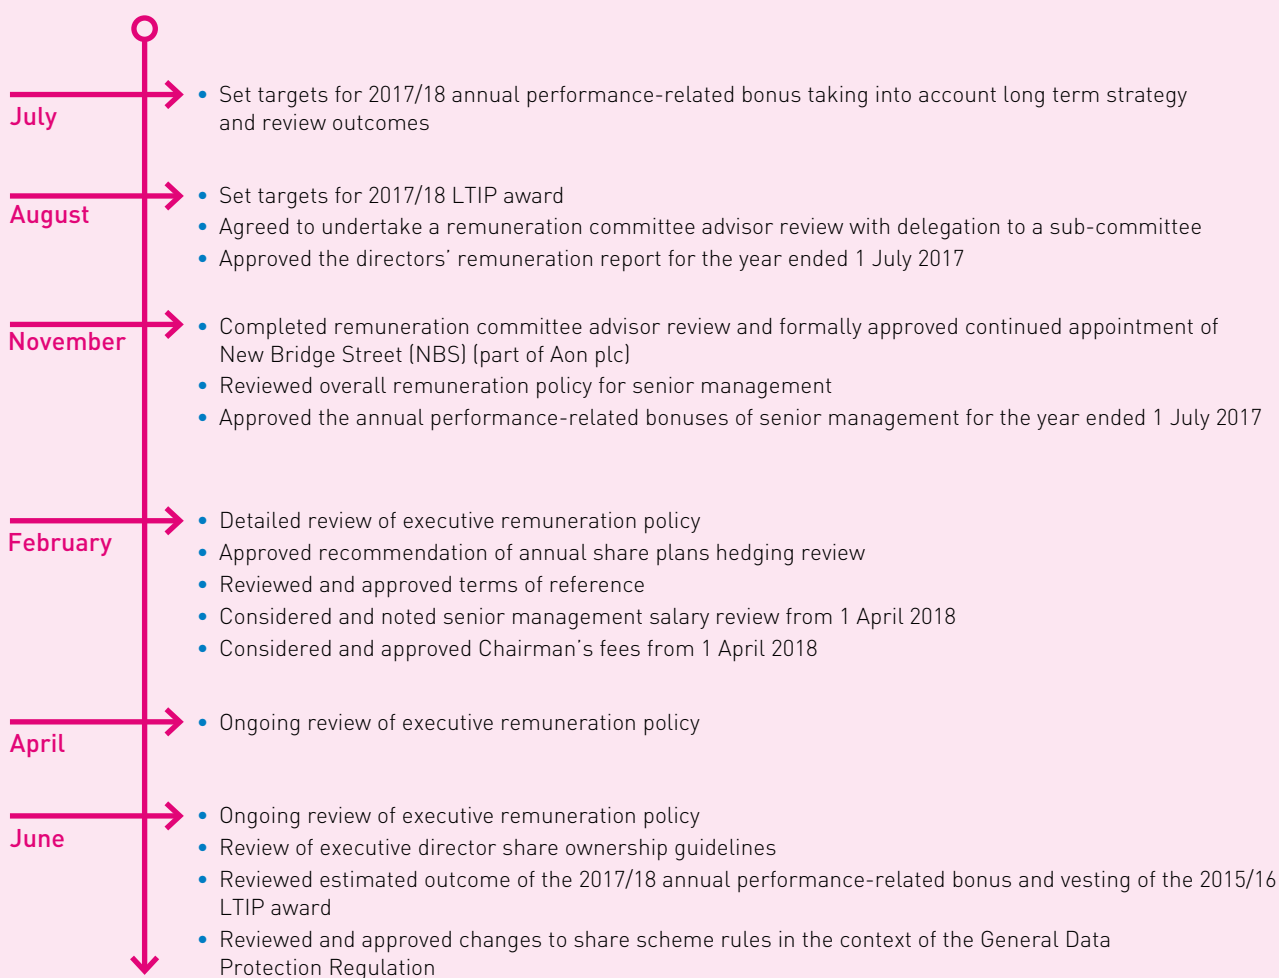 July
• Set targets for 2017/18 annual performance-related bonus taking into account long term strategy
and review outcomes
August
• Set targets for 2017/18 LTIP award
• Agreed to undertake a remuneration committee advisor review with delegation to a sub-committee
• Approved the directors’ remuneration report for the year ended 1 July 2017
November
• Completed remuneration committee advisor review and formally approved continued appointment of
New Bridge Street (NBS) (part of Aon plc)
• Reviewed overall remuneration policy for senior management
• Approved the annual performance-related bonuses of senior management for the year ended 1 July 2017
February
• Detailed review of executive remuneration policy
• Approved recommendation of annual share plans hedging review
• Reviewed and approved terms of reference
• Considered and noted senior management salary review from 1 April 2018
• Considered and approved Chairman’s fees from 1 April 2018
April
• Ongoing review of executive remuneration policy
June
• Ongoing review of executive remuneration policy
• Review of executive director share ownership guidelines
• Reviewed estimated outcome of the 2017/18 annual performance-related bonus and vesting of the 2015/16
LTIP award
• Reviewed and approved changes to share scheme rules in the context of the General Data
Protection Regulation